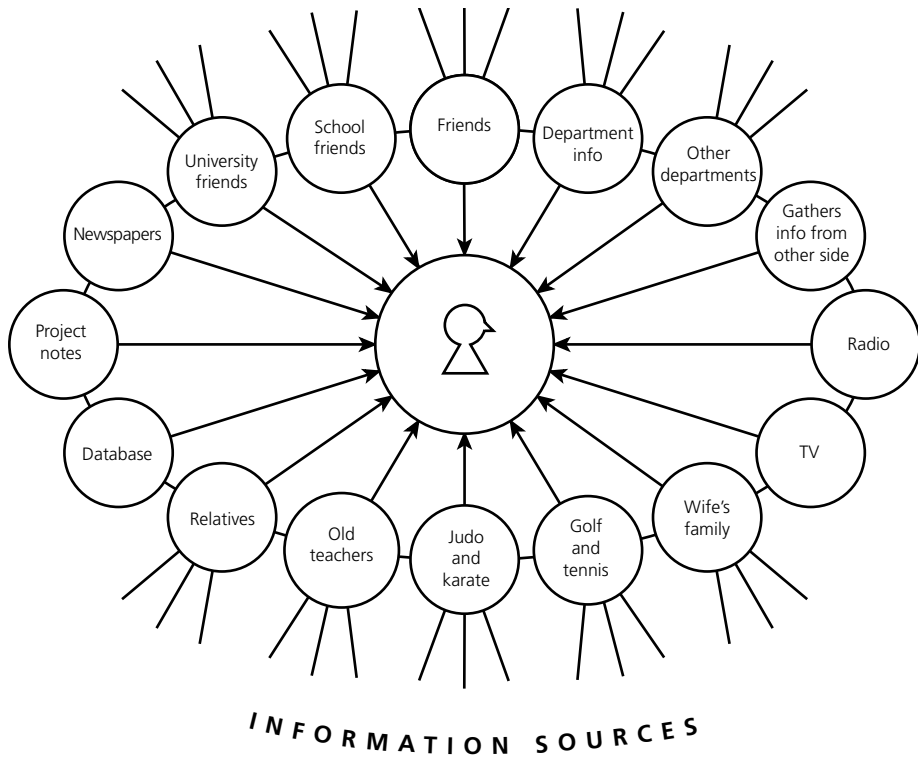 Friends
School
friends
Department
info
University
friends
Other
departments
Newspapers
Gathers
info from
other side
Project
notes
Radio
Database
TV
Relatives
Wife's
family
Old
teachers
Judo
and
karate
Golf
and
tennis
INFORMATION SOURCES